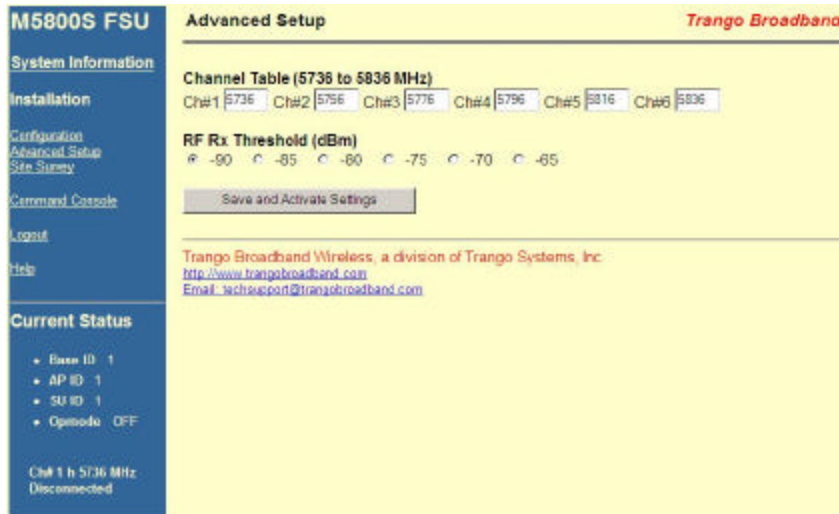 M5800S FSU
System Information
Installation
Configuration
Advanced Setup
Site Survey
Command Console
Logout
Help
Current Status
Base ID 1
AP ID 1
SU ID 1
Opmode OFF
Ch# 1 h 5736 MHz
Disconnected
Advanced Setup
Trango Broadband
Channel Table (5736 to 5836 MHz)
Ch#1 5736 Ch#2 5756 Ch#3 5776 Ch#4 5796 Ch#5 5816 Ch#6 5836
RF Rx Threshold (dBm)
-90 -85 -80 -75 -70 -65
Save and Activate Settings
Trango Broadband Wireless, a division of Trango Systems, Inc
http://www.trangobroadband.com
Email: techsupport@trangobroadband.com